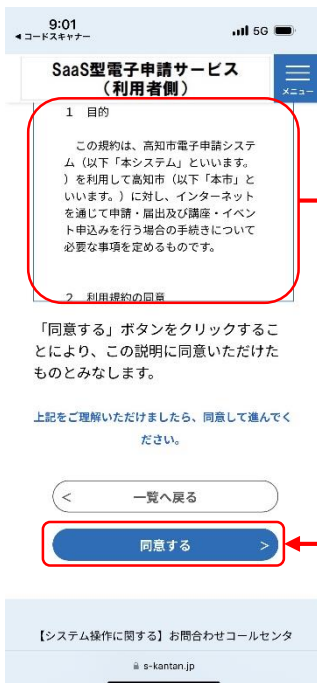 9:01
5G
◀コードスキャナー
SaaS型電子申請サービス
（利用者側）
メニュー
1 目的
この規約は、高知市電子申請システ
ム（以下「本システム」といいます。
）を利用して高知市（以下「本市」と
いいます。）に対し、インターネット
を通じて申請・届出及び講座・イベン
ト申込みを行う場合の手続きについて
必要な事項を定めるものです。
2 利用規約の同意
「同意する」ボタンをクリックするこ
とにより、この説明に同意いただけた
ものとみなします。
上記をご理解いただけましたら、同意して進んでく
ださい。
< 一覧へ戻る
同意する >
【システム操作に関する】お問合わせコールセンタ
s-kantan.jp